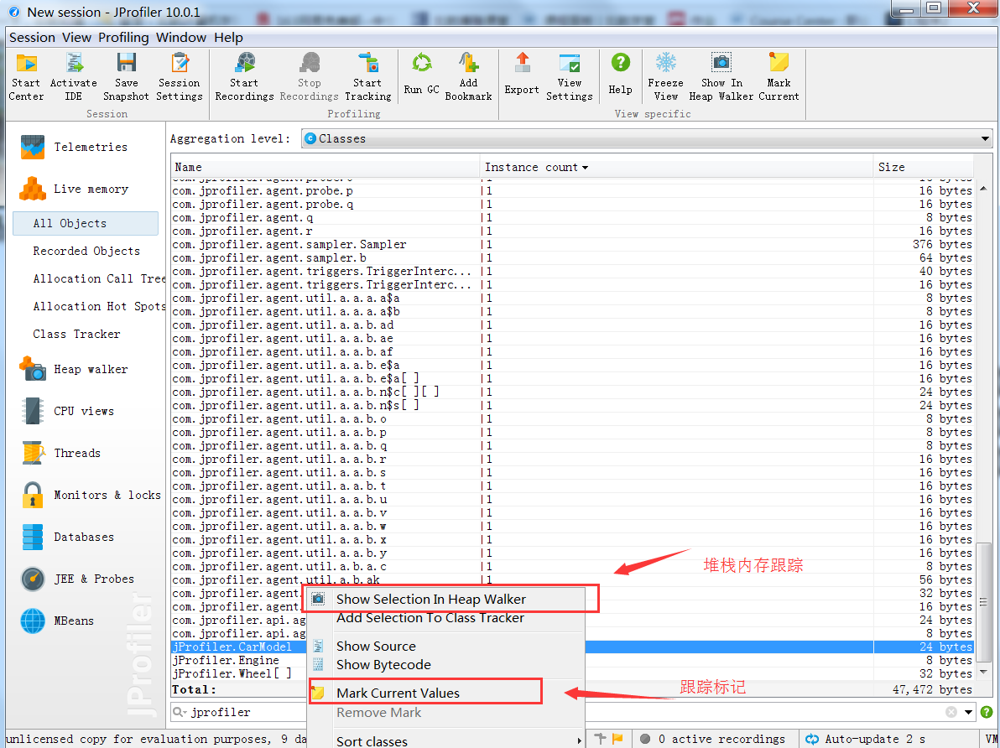 New session - JProfiler 10.0.1
Session View Profiling Window Help
Start Center
Activate IDE
Save Snapshot
Session Settings
Start Recordings
Stop Recordings
Start Tracking
Run GC
Add Bookmark
Export
View Settings
Help
Freeze View
Show In Heap Walker
Mark Current
Session
Profiling
View specific
Telemetries
Live memory
All Objects
Recorded Objects
Allocation Call Tree
Allocation Hot Spots
Class Tracker
Heap walker
CPU views
Threads
Monitors & locks
Databases
JEE & Probes
MBeans
JProfiler
Aggregation level: Classes
Name Instance count Size
com.jprofiler.agent.probe.p 1 16 bytes
com.jprofiler.agent.probe.q 1 16 bytes
com.jprofiler.agent.q 1 8 bytes
com.jprofiler.agent.r 1 16 bytes
com.jprofiler.agent.sampler.Sampler 1 376 bytes
com.jprofiler.agent.sampler.b 1 64 bytes
com.jprofiler.agent.triggers.TriggerInterc... 1 40 bytes
com.jprofiler.agent.triggers.TriggerInterc... 1 16 bytes
com.jprofiler.agent.util.a.a.a.a$a 1 8 bytes
com.jprofiler.agent.util.a.a.a.a$b 1 8 bytes
com.jprofiler.agent.util.a.a.b.ad 1 16 bytes
com.jprofiler.agent.util.a.a.b.ae 1 16 bytes
com.jprofiler.agent.util.a.a.b.af 1 16 bytes
com.jprofiler.agent.util.a.a.b.e$a 1 16 bytes
com.jprofiler.agent.util.a.a.b.e$a[ ] 1 16 bytes
com.jprofiler.agent.util.a.a.b.n$c[ ][ ] 1 24 bytes
com.jprofiler.agent.util.a.a.b.n$s[ ] 1 24 bytes
com.jprofiler.agent.util.a.a.b.o 1 8 bytes
com.jprofiler.agent.util.a.a.b.p 1 8 bytes
com.jprofiler.agent.util.a.a.b.q 1 8 bytes
com.jprofiler.agent.util.a.a.b.r 1 16 bytes
com.jprofiler.agent.util.a.a.b.s 1 16 bytes
com.jprofiler.agent.util.a.a.b.t 1 16 bytes
com.jprofiler.agent.util.a.a.b.u 1 16 bytes
com.jprofiler.agent.util.a.a.b.v 1 16 bytes
com.jprofiler.agent.util.a.a.b.w 1 16 bytes
com.jprofiler.agent.util.a.a.b.x 1 16 bytes
com.jprofiler.agent.util.a.a.b.y 1 16 bytes
com.jprofiler.agent.util.a.b.a.c 1 8 bytes
com.jprofiler.agent.util.a.b.ak 1 56 bytes
com.jprofiler.agent. 32 bytes
com.jprofiler.agent. 16 bytes
com.jprofiler.api.ag 24 bytes
com.jprofiler.api.ag 8 bytes
jProfiler.CarModel 24 bytes
jProfiler.Engine 8 bytes
jProfiler.Wheel[ ] 32 bytes
Total: 47,472 bytes
堆栈内存跟踪
Show Selection In Heap Walker
Add Selection To Class Tracker
Show Source
Show Bytecode
Mark Current Values
跟踪标记
Remove Mark
Sort classes
jprofiler
unlicensed copy for evaluation purposes, 9 da
0 active recordings
Auto-update 2 s
VM